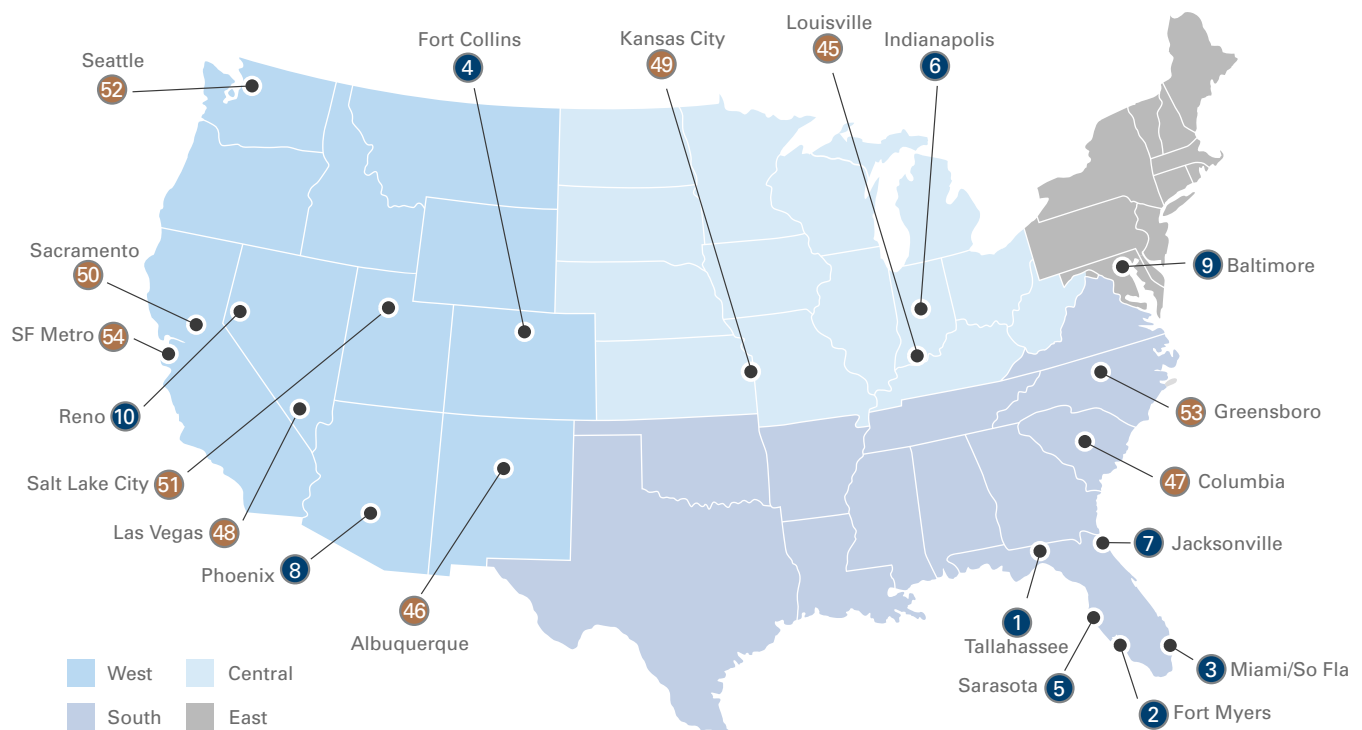 Louisville
45
Fort Collins
4
Kansas City
49
Indianapolis
6
Seattle
52
Sacramento
50
9 Baltimore
SF Metro 54
Reno 10
53 Greensboro
Salt Lake City 51
47 Columbia
Las Vegas 48
7 Jacksonville
Phoenix 8
46
Albuquerque
1
Tallahassee
3 Miami/So Fla
Sarasota 5
2 Fort Myers
West
Central
South
East